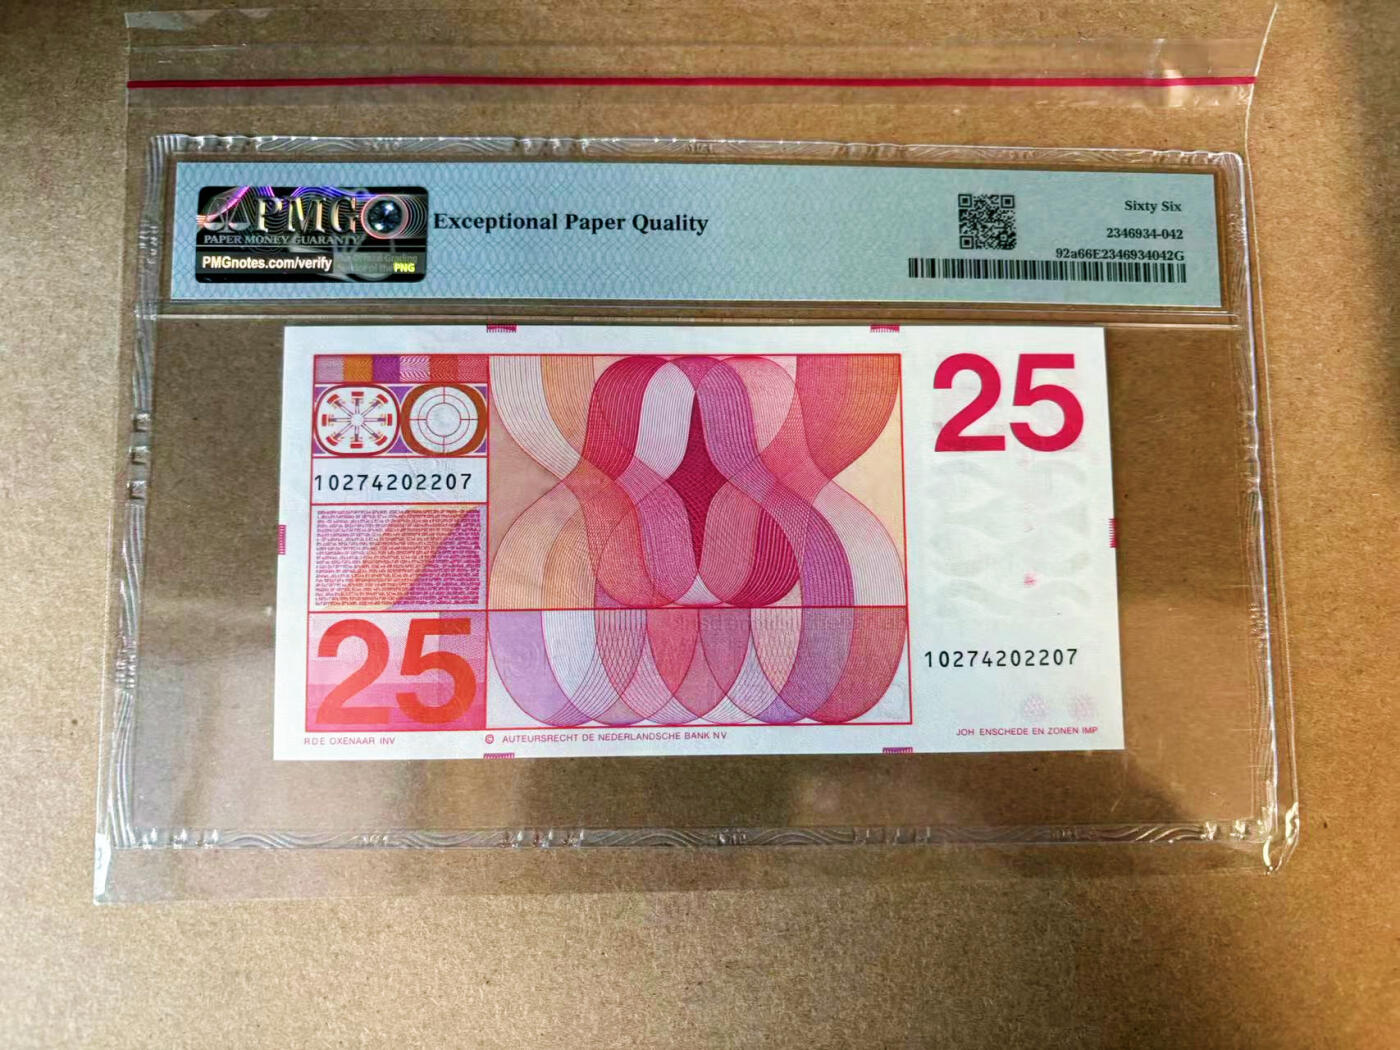 PMG
PAPER MONEY GUARANTY
PMGnotes.com/verify
PNG
Exceptional Paper Quality
Sixty Six
2346934-042
92a66E2346934042G
25
10274202207
25
10274202207
R D E OXENAAR INV
© AUTEURSRECHT DE NEDERLANDSCHE BANK NV
JOH ENSCHEDE EN ZONEN IMP